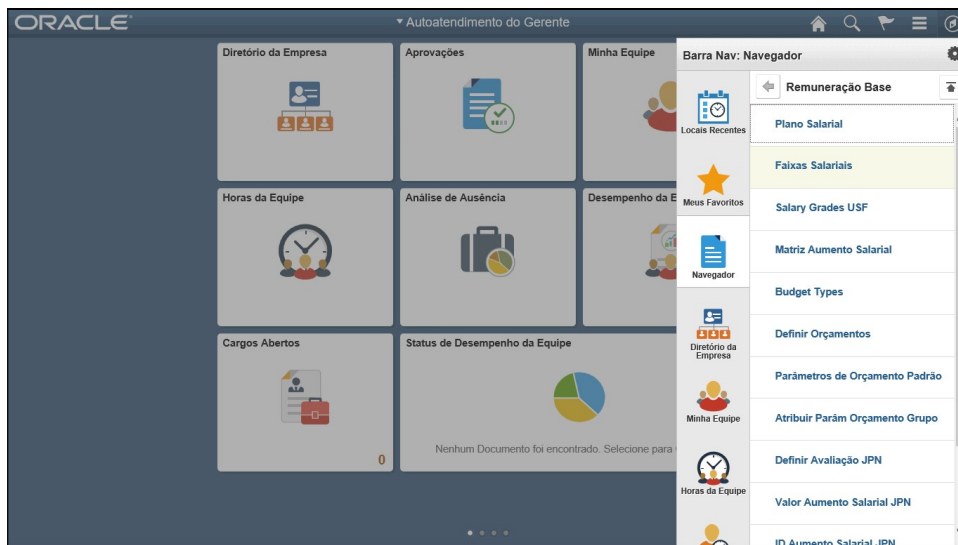 ORACLE
Autoatendimento do Gerente
Diretório da Empresa
Aprovações
Minha Equipe
Horas da Equipe
Análise de Ausência
Desempenho da E
Cargos Abertos
0
Status de Desempenho da Equipe
Nenhum Documento foi encontrado. Selecione para
Barra Nav: Navegador
Locais Recentes
Meus Favoritos
Navegador
Diretório da
Empresa
Minha Equipe
Horas da Equipe
Remuneração Base
Plano Salarial
Faixas Salariais
Salary Grades USF
Matriz Aumento Salarial
Budget Types
Definir Orçamentos
Parâmetros de Orçamento Padrão
Atribuir Parâm Orçamento Grupo
Definir Avaliação JPN
Valor Aumento Salarial JPN
ID Aumento Salarial JPN